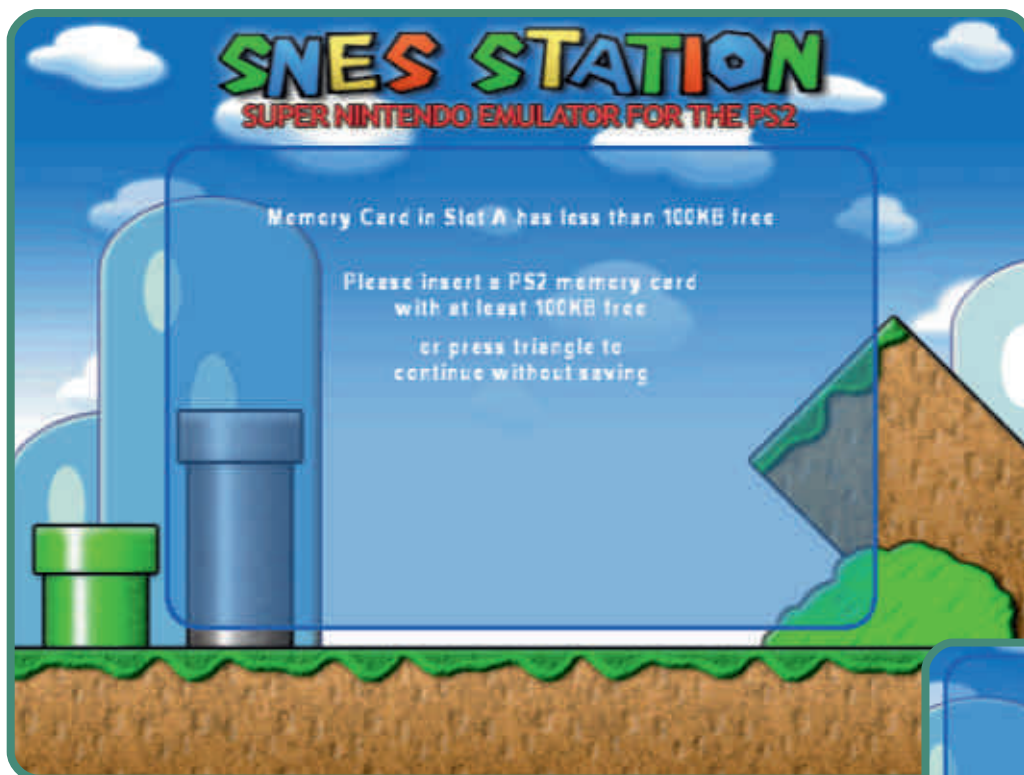 SNES STATION
SUPER NINTENDO EMULATOR FOR THE PS2
Memory Card in Slot A has less than 100KB free
Please insert a PS2 memory card
with at least 100KB free
or press triangle to
continue without saving